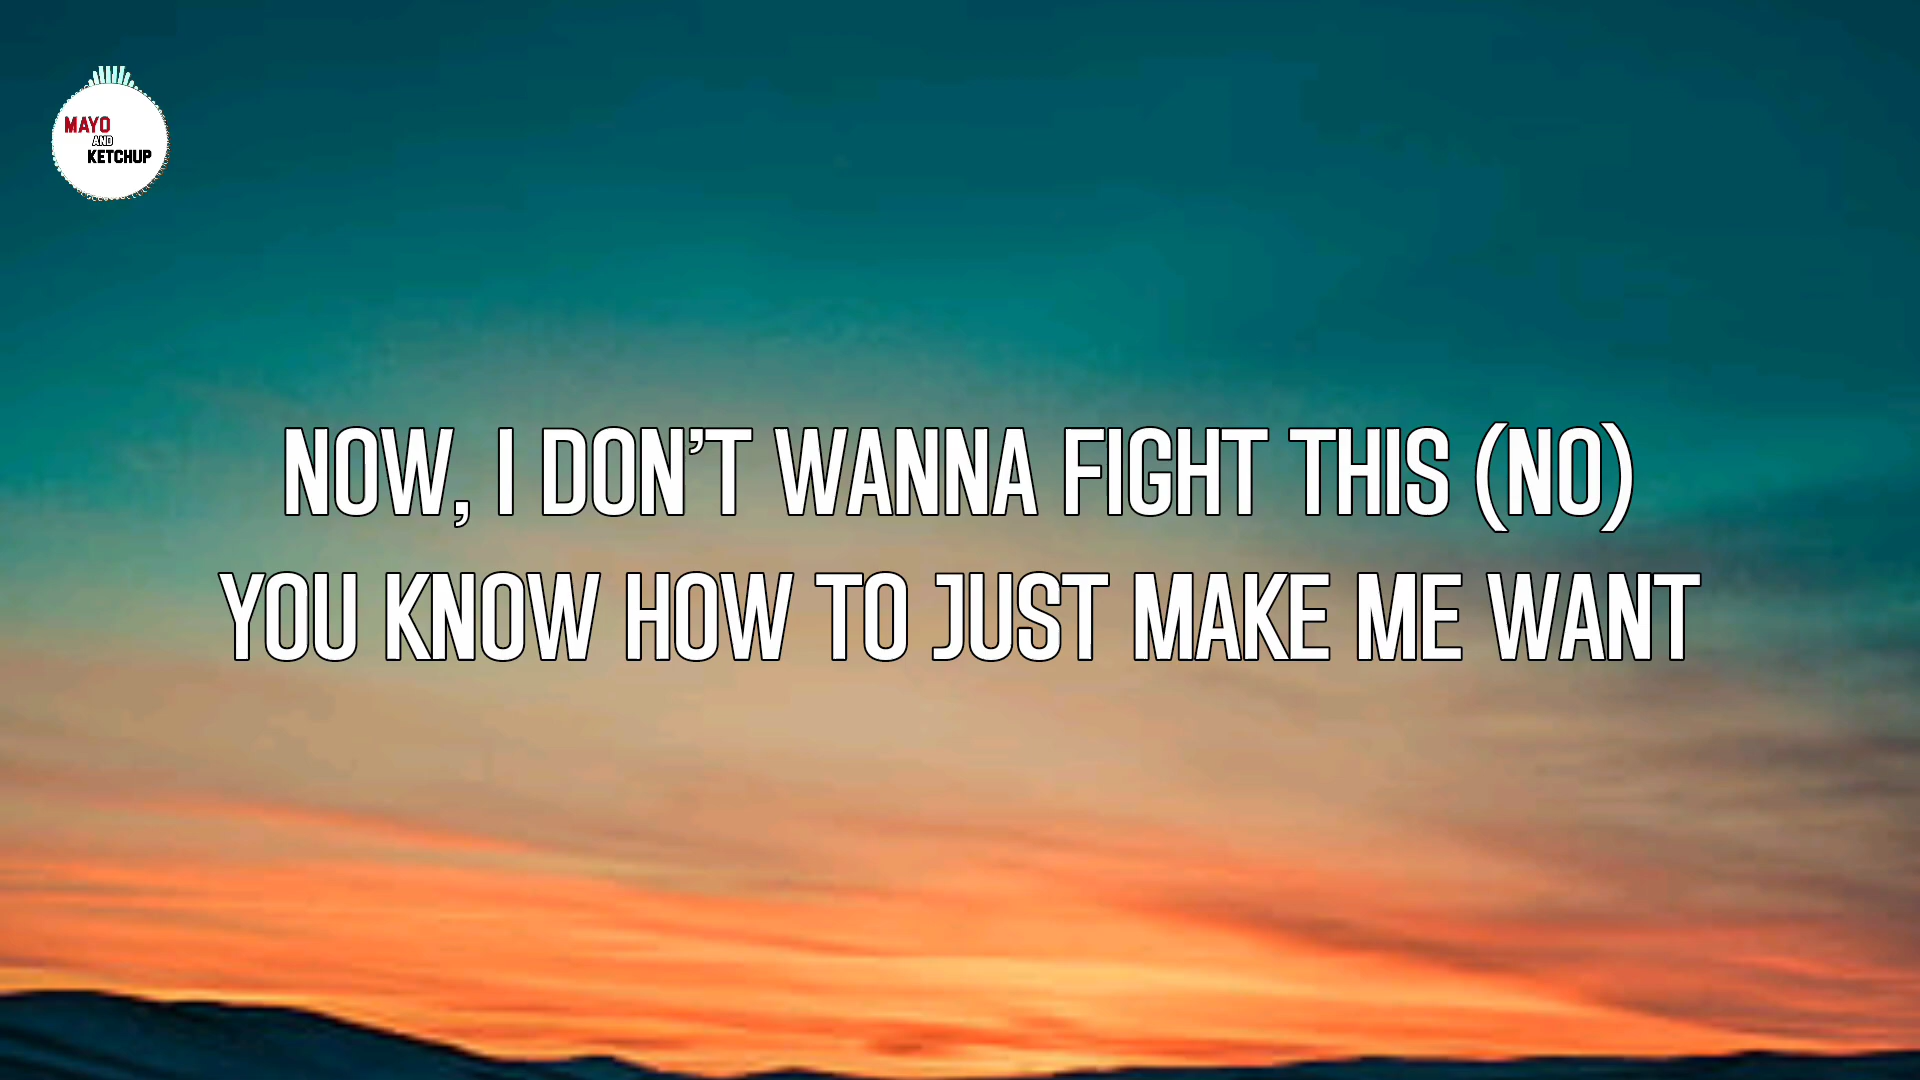 MAYO
AND
KETCHUP
NOW, I DON'T WANNA FIGHT THIS (NO)
YOU KNOW HOW TO JUST MAKE ME WANT